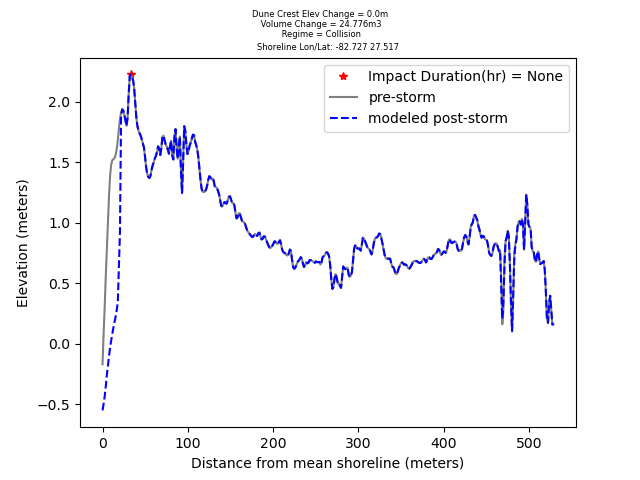 Dune Crest Elev Change = 0.0m
Volume Change = 24.776m3
Regime = Collision
Shoreline Lon/Lat: -82.727 27.517
Impact Duration(hr) = None
pre-storm
modeled post-storm
Elevation (meters)
2.0
1.5
1.0
0.5
0.0
−0.5
0
100
200
300
400
500
Distance from mean shoreline (meters)